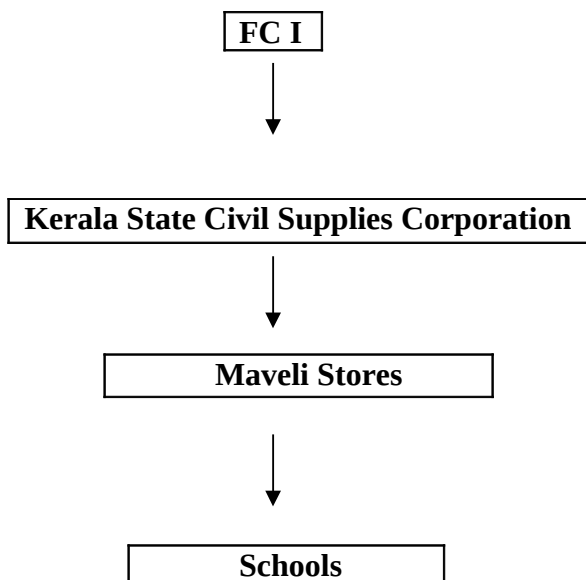 FC I
Kerala State Civil Supplies Corporation
Maveli Stores
Schools